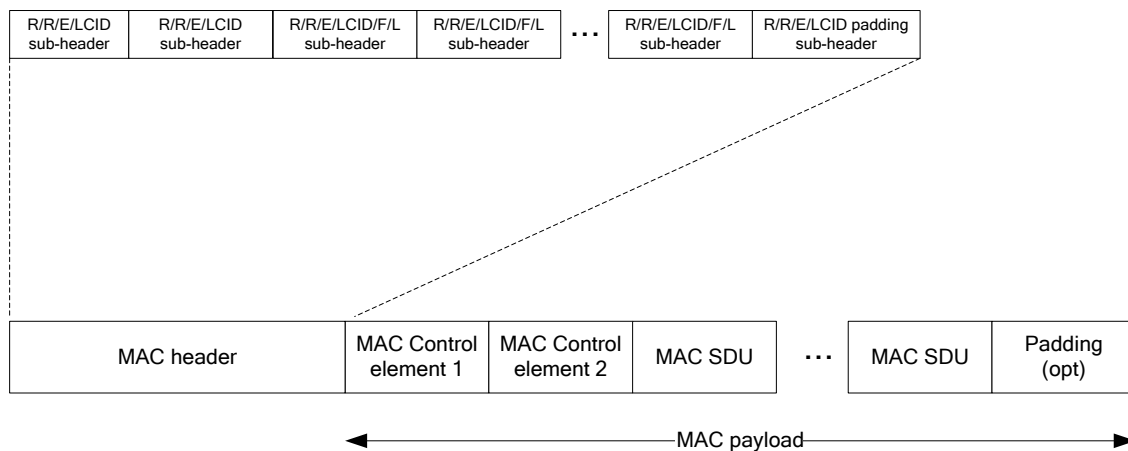 R/R/E/LCID
sub-header
R/R/E/LCID
sub-header
R/R/E/LCID/F/L
sub-header
R/R/E/LCID/F/L
sub-header
...
R/R/E/LCID/F/L
sub-header
R/R/E/LCID padding
sub-header
MAC header
MAC Control
element 1
MAC Control
element 2
MAC SDU
...
MAC SDU
Padding
(opt)
MAC payload